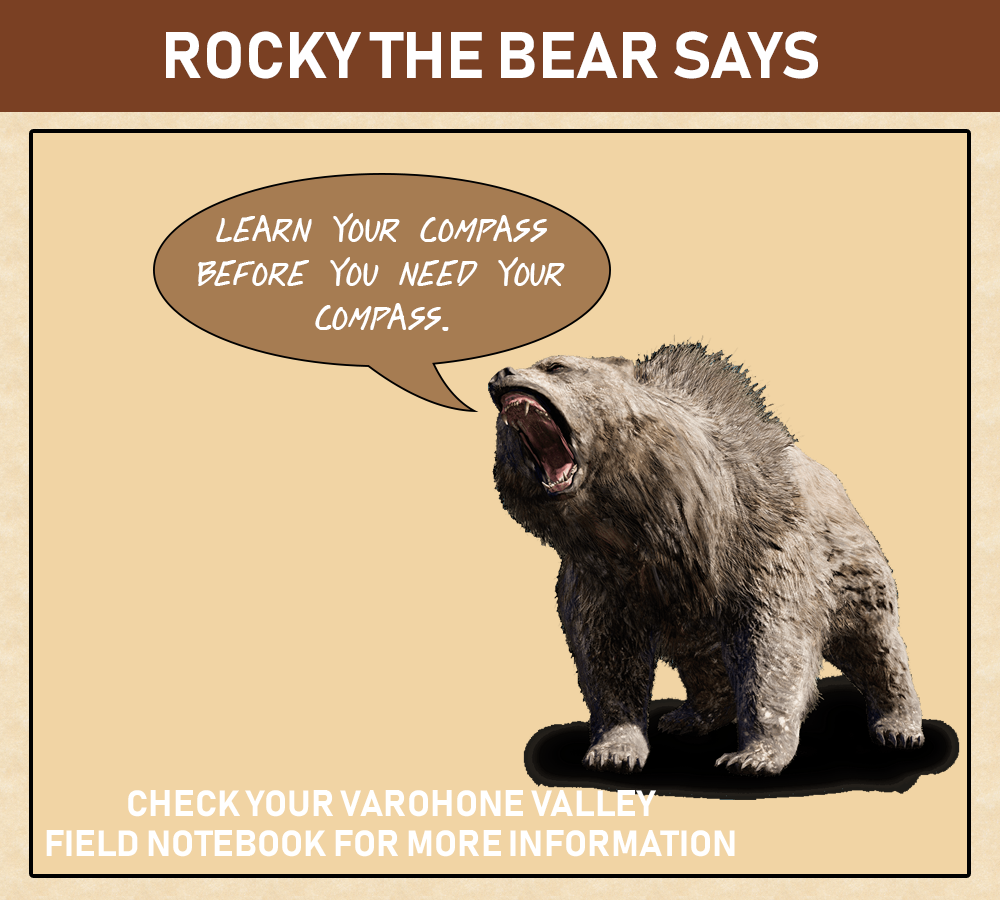 ROCKY THE BEAR SAYS
LEARN YOUR COMPASS
BEFORE YOU NEED YOUR
COMPASS.
CHECK YOUR VAROHONE VALLEY
FIELD NOTEBOOK FOR MORE INFORMATION